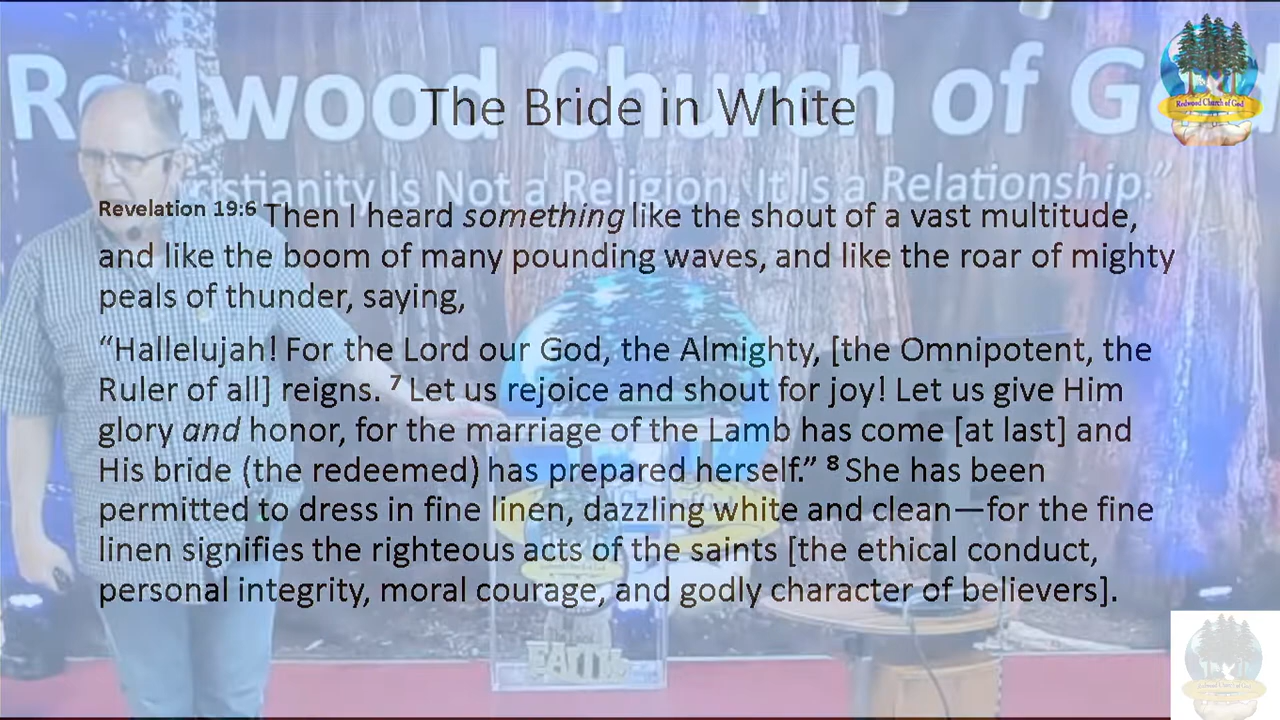 Redwood Church of God
The Bride in White
Redwood Church of God
Christianity Is Not a Religion, It Is a Relationship.”
Revelation 19:6 Then I heard something like the shout of a vast multitude,
and like the boom of many pounding waves, and like the roar of mighty
peals of thunder, saying,
“Hallelujah! For the Lord our God, the Almighty, [the Omnipotent, the
Ruler of all] reigns. 7 Let us rejoice and shout for joy! Let us give Him
glory and honor, for the marriage of the Lamb has come [at last] and
His bride (the redeemed) has prepared herself.” 8 She has been
permitted to dress in fine linen, dazzling white and clean—for the fine
linen signifies the righteous acts of the saints [the ethical conduct,
personal integrity, moral courage, and godly character of believers].
FAITH
Redwood Church of God